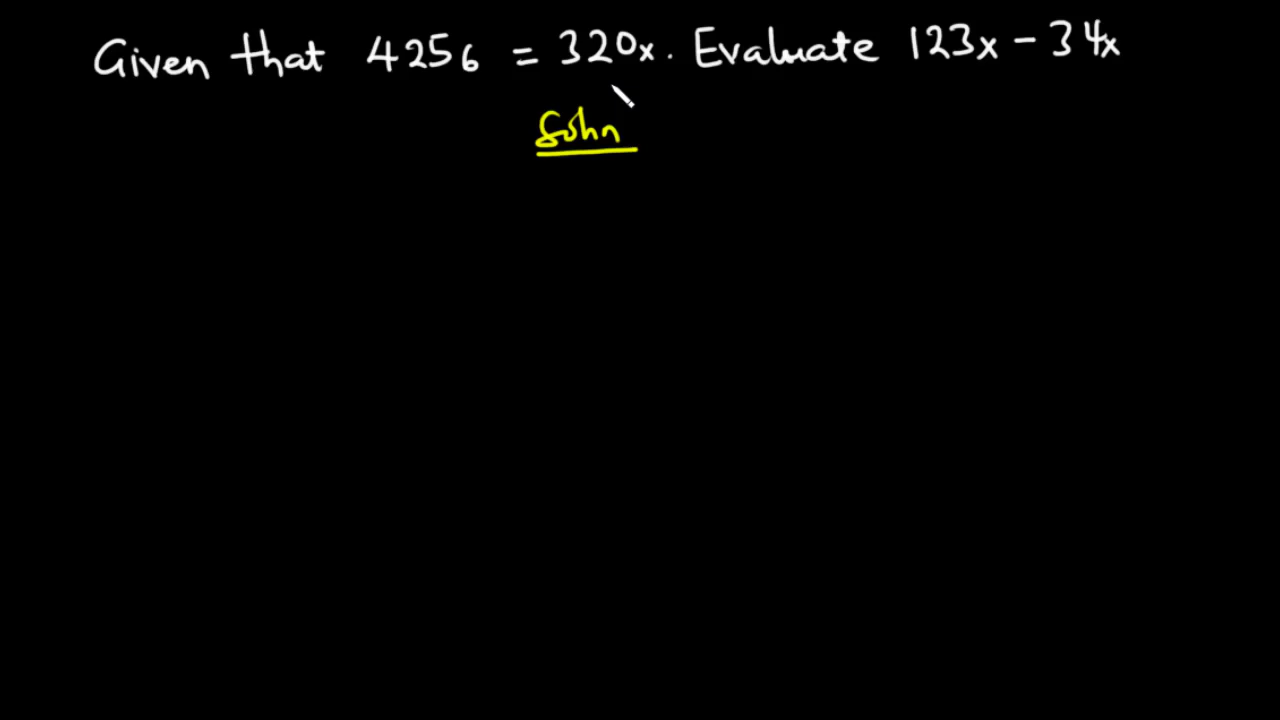 Given that 425₆ = 320ₓ. Evaluate 123ₓ - 34ₓ
Soln